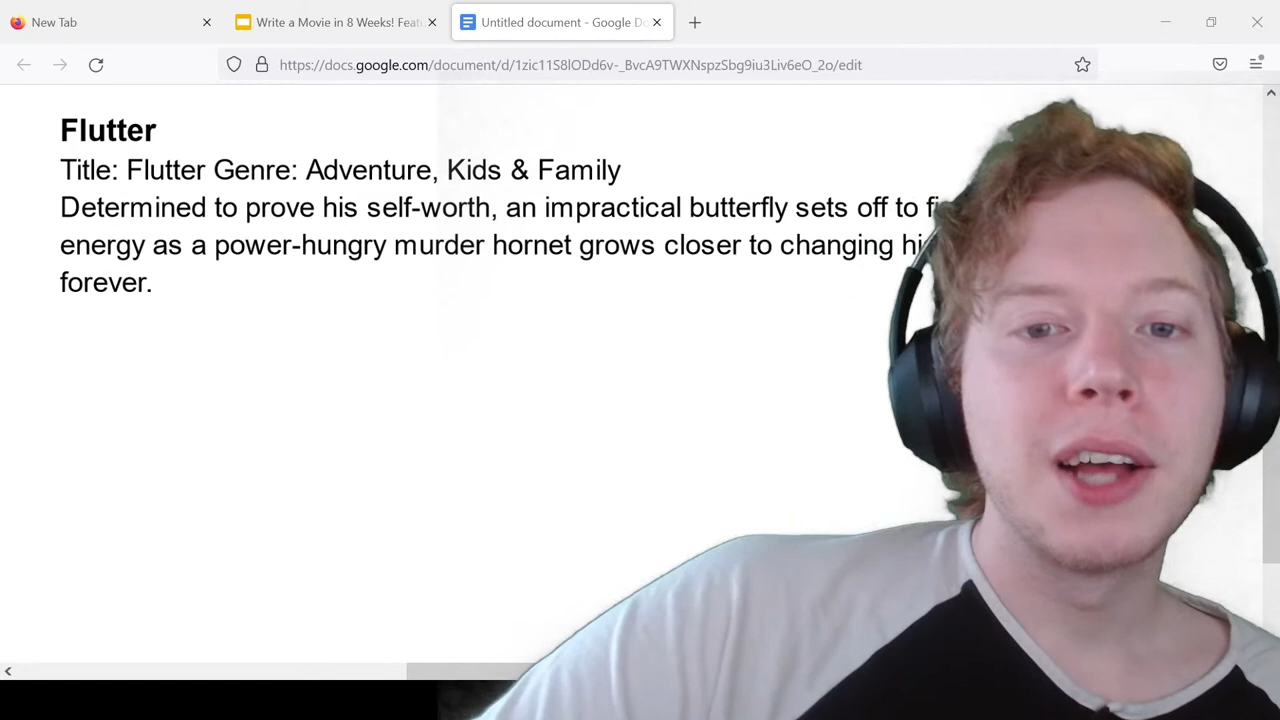 New Tab
Write a Movie in 8 Weeks! Feat
Untitled document - Google D
https://docs.google.com/document/d/1zic11S8lODd6v-_BvcA9TWXNspzSbg9iu3Liv6eO_2o/edit
Flutter
Title: Flutter Genre: Adventure, Kids & Family
Determined to prove his self-worth, an impractical butterfly sets off to
energy as a power-hungry murder hornet grows closer to changing
forever.